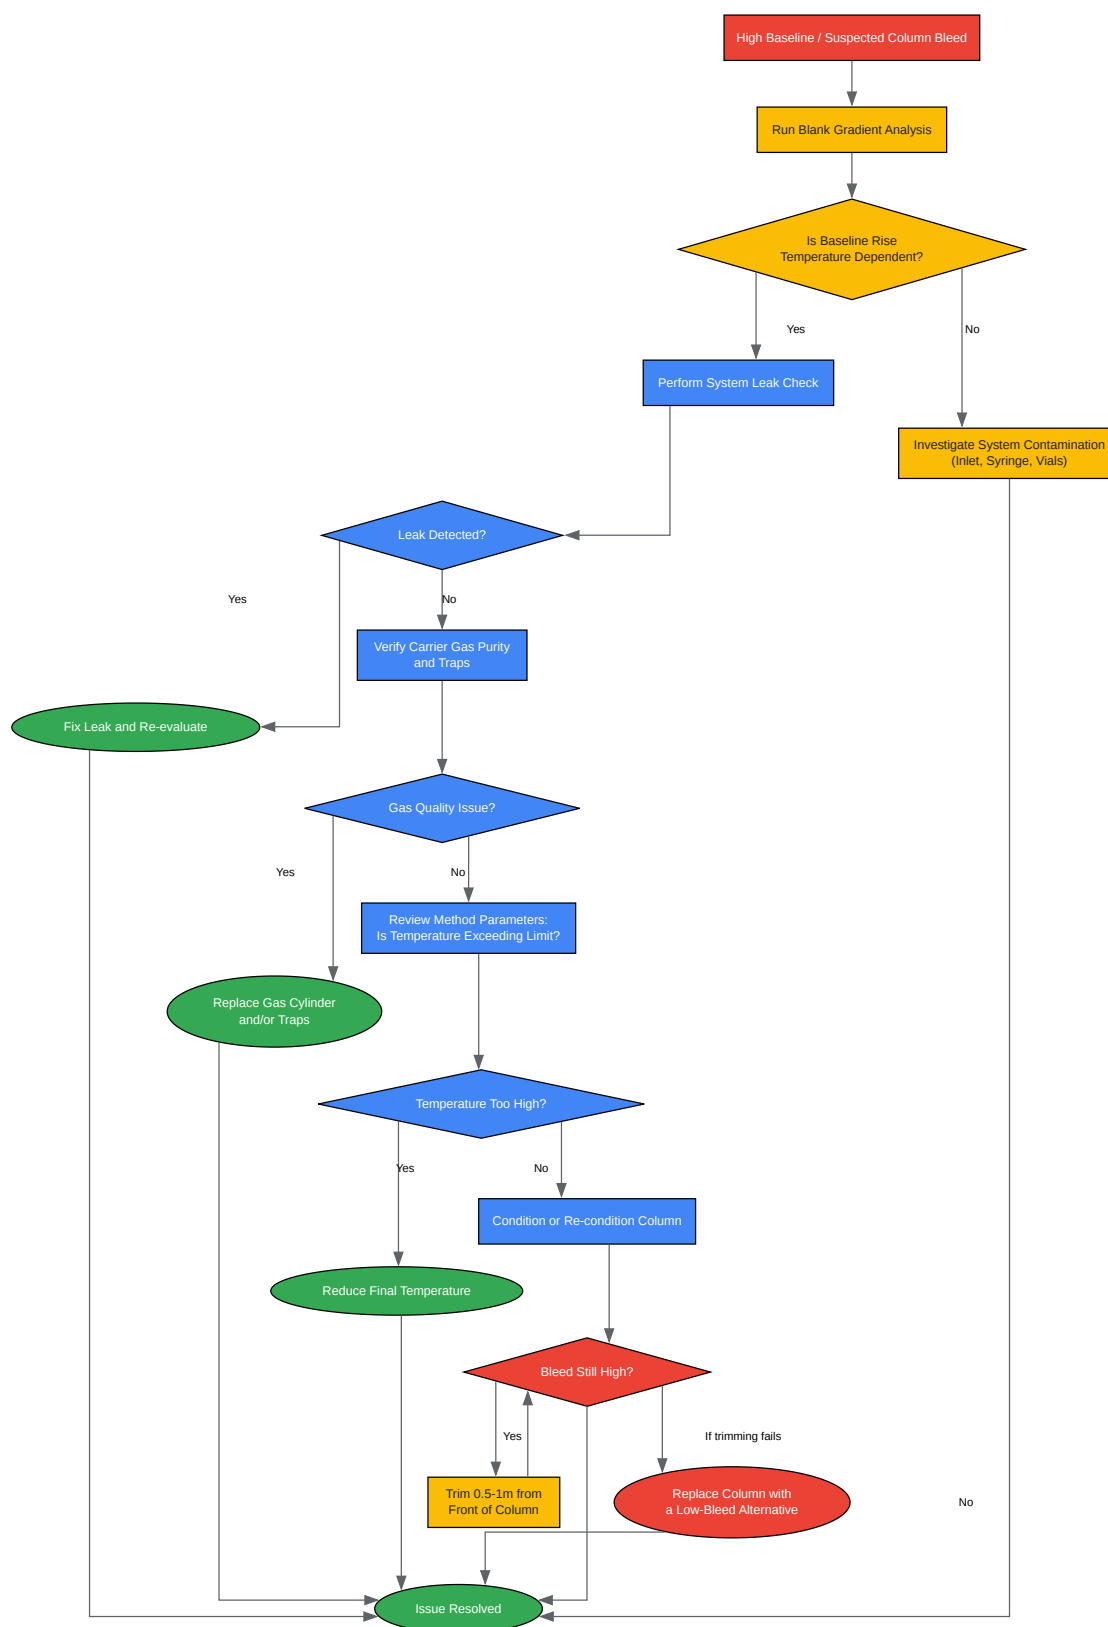 High Baseline / Suspected Column Bleed
Run Blank Gradient Analysis
Is Baseline Rise
Temperature Dependent?
Yes
No
Perform System Leak Check
Investigate System Contamination
(Inlet, Syringe, Vials)
Leak Detected?
Yes
No
Verify Carrier Gas Purity
and Traps
Fix Leak and Re-evaluate
Gas Quality Issue?
Yes
No
Review Method Parameters:
Is Temperature Exceeding Limit?
Replace Gas Cylinder
and/or Traps
Temperature Too High?
Yes
No
Condition or Re-condition Column
Reduce Final Temperature
Bleed Still High?
Yes
If trimming fails
Trim 0.5-1m from
Front of Column
Replace Column with
a Low-Bleed Alternative
No
Issue Resolved